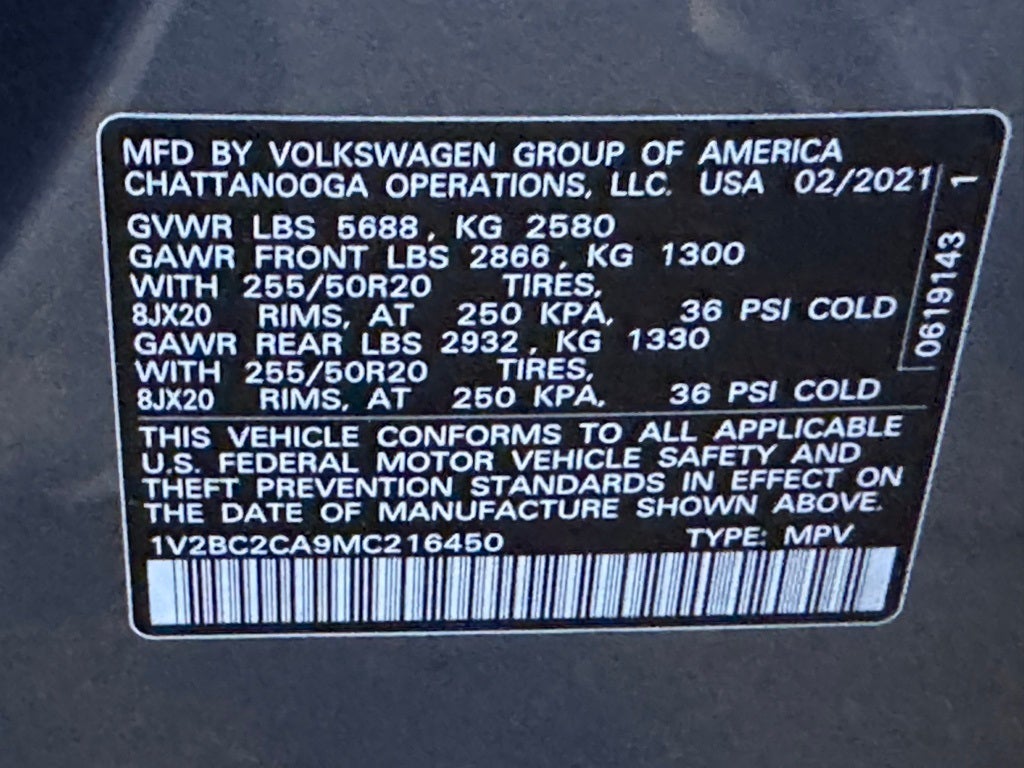 MFD BY VOLKSWAGEN GROUP OF AMERICA
CHATTANOOGA OPERATIONS, LLC. USA 02/2021
GVWR LBS 5688, KG 2580
GAWR FRONT LBS 2866, KG 1300
WITH 255/50R20 TIRES,
8JX20 RIMS, AT 250 KPA, 36 PSI COLD
GAWR REAR LBS 2932, KG 1330
WITH 255/50R20 TIRES,
8JX20 RIMS, AT 250 KPA, 36 PSI COLD
THIS VEHICLE CONFORMS TO ALL APPLICABLE
U.S. FEDERAL MOTOR VEHICLE SAFETY AND
THEFT PREVENTION STANDARDS IN EFFECT ON
THE DATE OF MANUFACTURE SHOWN ABOVE.
1V2BC2CA9MC216450 TYPE: MPV
0619143 1